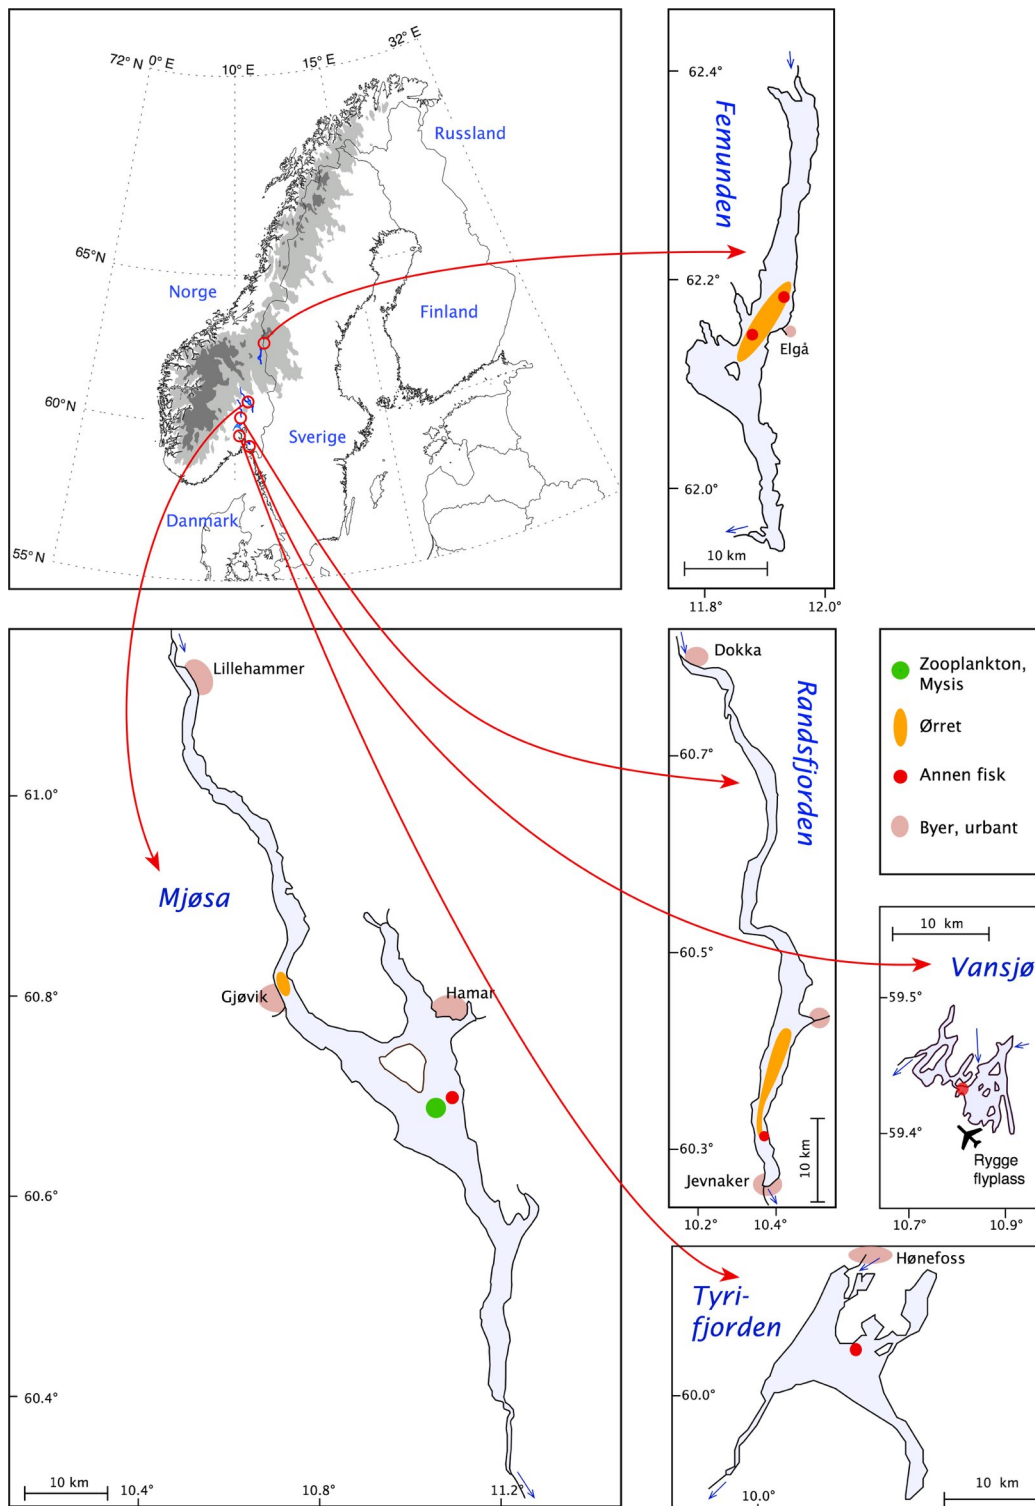 72° N
0° E
10° E
15° E
32° E
Russland
65°N
Norge
Finland
60°N
Sverige
Danmark
55°N
62.4°
Femunden
62.2°
Elgå
62.0°
10 km
11.8°
12.0°
Lillehammer
61.0°
Mjøsa
60.8°
Gjøvik
Hamar
60.6°
60.4°
10 km
10.4°
10.8°
11.2°
Dokka
Randsfjorden
60.7°
60.5°
60.3°
10 km
Jevnaker
10.2°
10.4°
Zooplankton,
Mysis
Ørret
Annen fisk
Byer, urbant
10 km
Vansjø
59.5°
59.4°
Rygge
flyplass
10.7°
10.9°
Hønefoss
Tyri-
fjorden
60.0°
10 km
10.0°